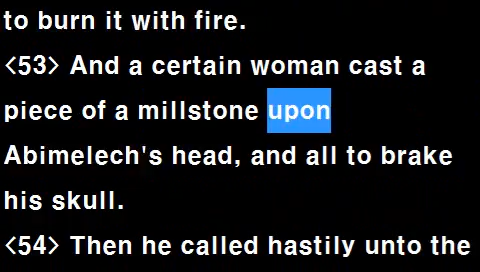 to burn it with fire.
<53> And a certain woman cast a
piece of a millstone upon
Abimelech's head, and all to brake
his skull.
<54> Then he called hastily unto the